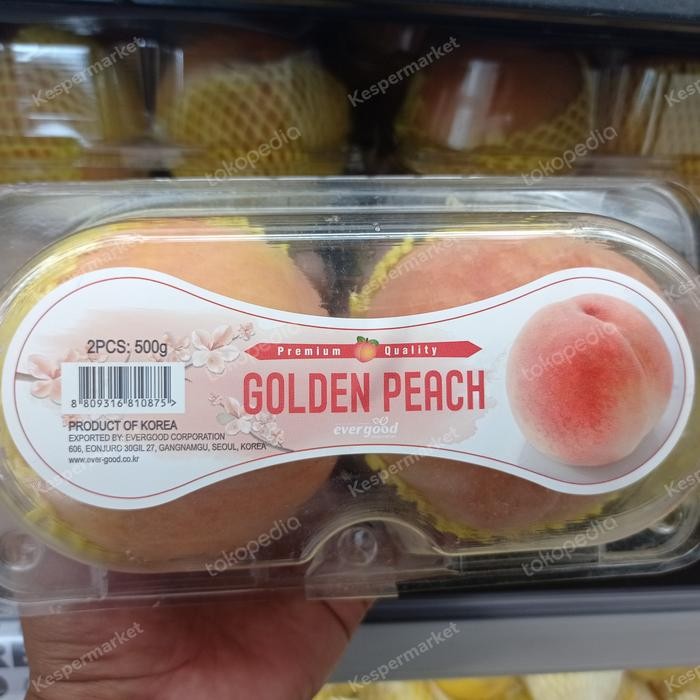 Premium Quality
GOLDEN PEACH
evergood
2PCS: 500g
8 809316 810875 >
PRODUCT OF KOREA
EXPORTED BY: EVERGOOD CORPORATION
606, EONJURO 30GIL 27, GANGNAMGU, SEOUL, KOREA
www.ever-good.co.kr
Kespermarket
tokopedia